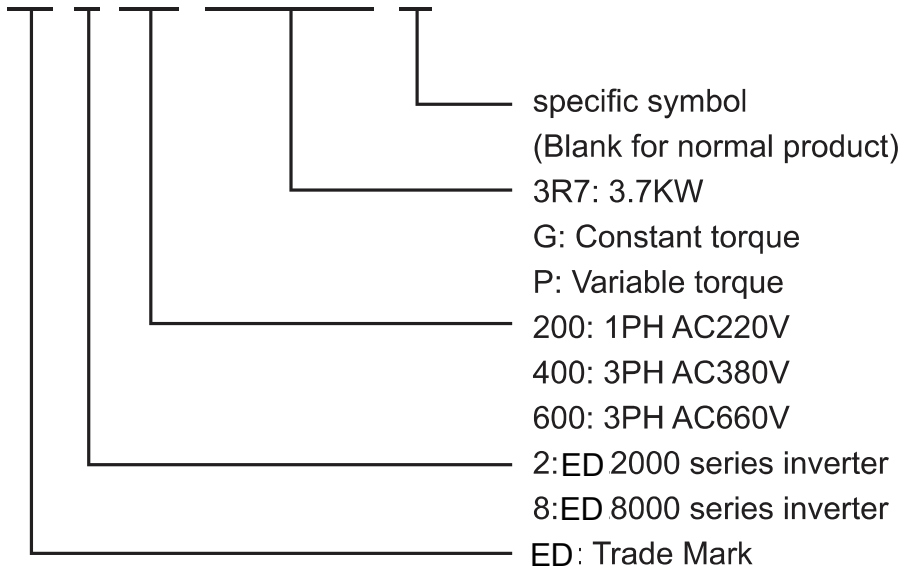 specific symbol
(Blank for normal product)
3R7: 3.7KW
G: Constant torque
P: Variable torque
200: 1PH AC220V
400: 3PH AC380V
600: 3PH AC660V
2:ED 2000 series inverter
8:ED 8000 series inverter
ED: Trade Mark